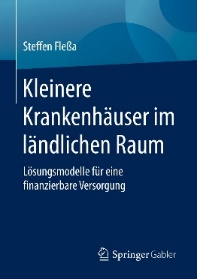 Steffen Fleßa
Kleinere
Krankenhäuser im
ländlichen Raum
Lösungsmodelle für eine
finanzierbare Versorgung
Springer Gabler